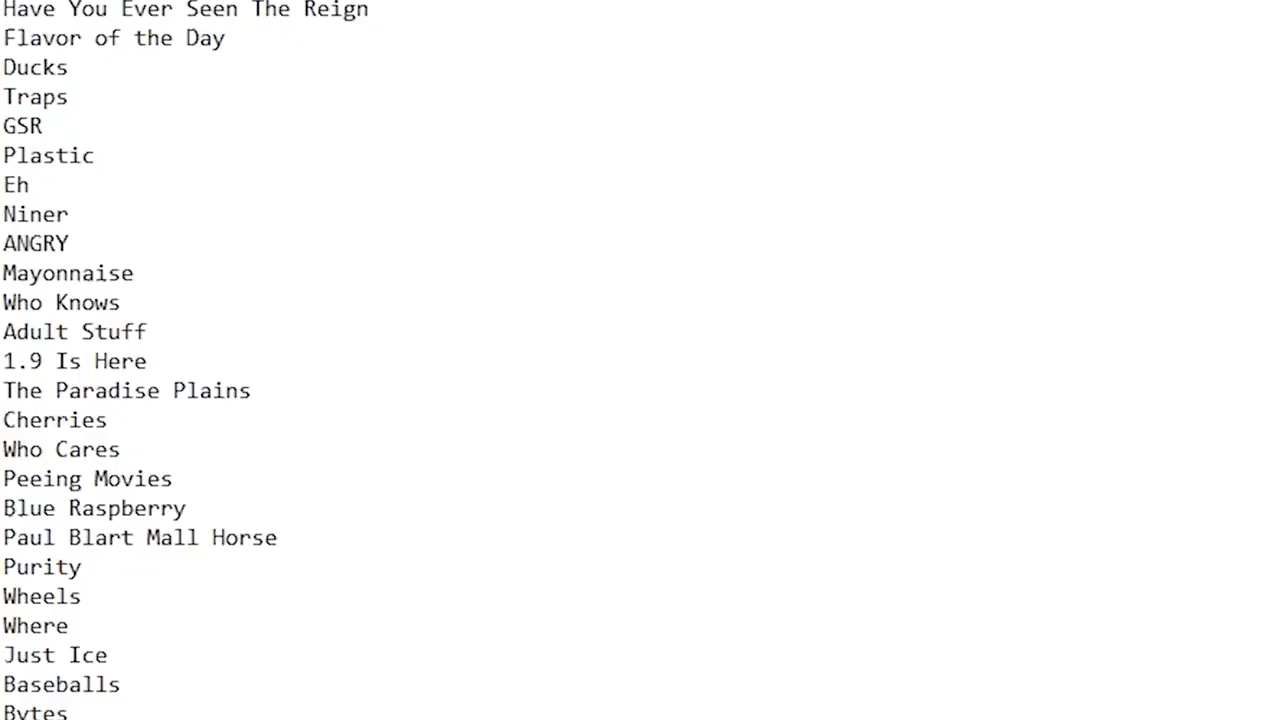 Have You Ever Seen The Reign
Flavor of the Day
Ducks
Traps
GSR
Plastic
Eh
Niner
ANGRY
Mayonnaise
Who Knows
Adult Stuff
1.9 Is Here
The Paradise Plains
Cherries
Who Cares
Peeing Movies
Blue Raspberry
Paul Blart Mall Horse
Purity
Wheels
Where
Just Ice
Baseballs
Bytes